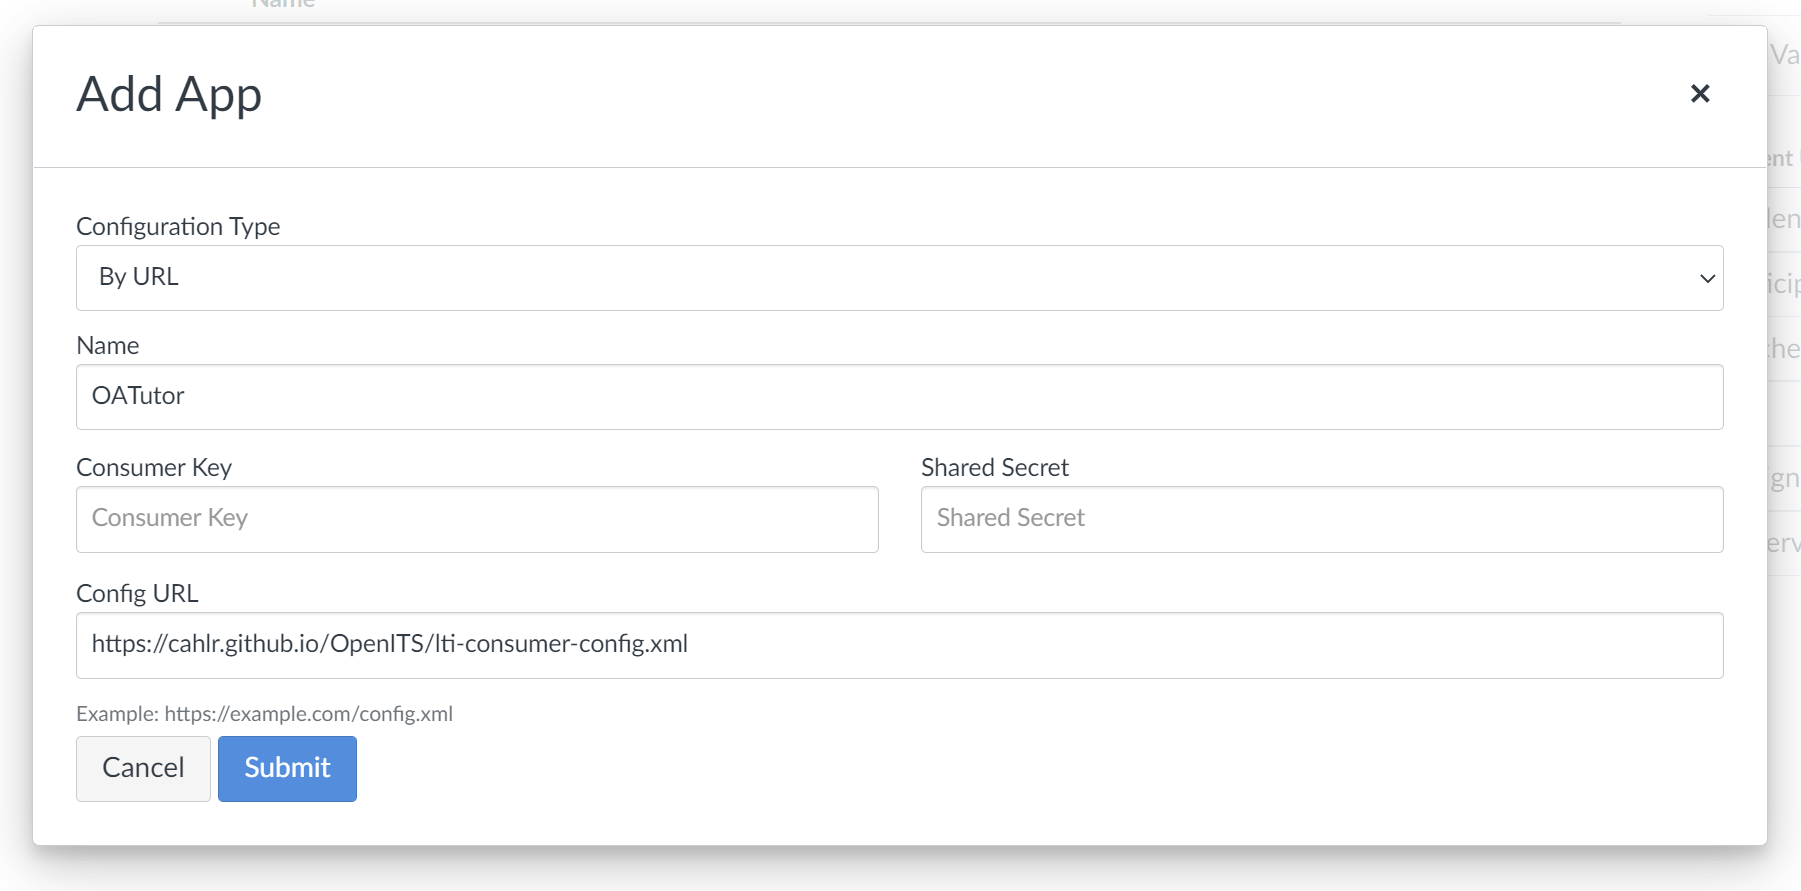 Name
Add App
Configuration Type
By URL
Name
OATutor
Consumer Key
Shared Secret
Consumer Key
Shared Secret
Config URL
https://cahlr.github.io/OpenITS/lti-consumer-config.xml
Example: https://example.com/config.xml
Cancel
Submit